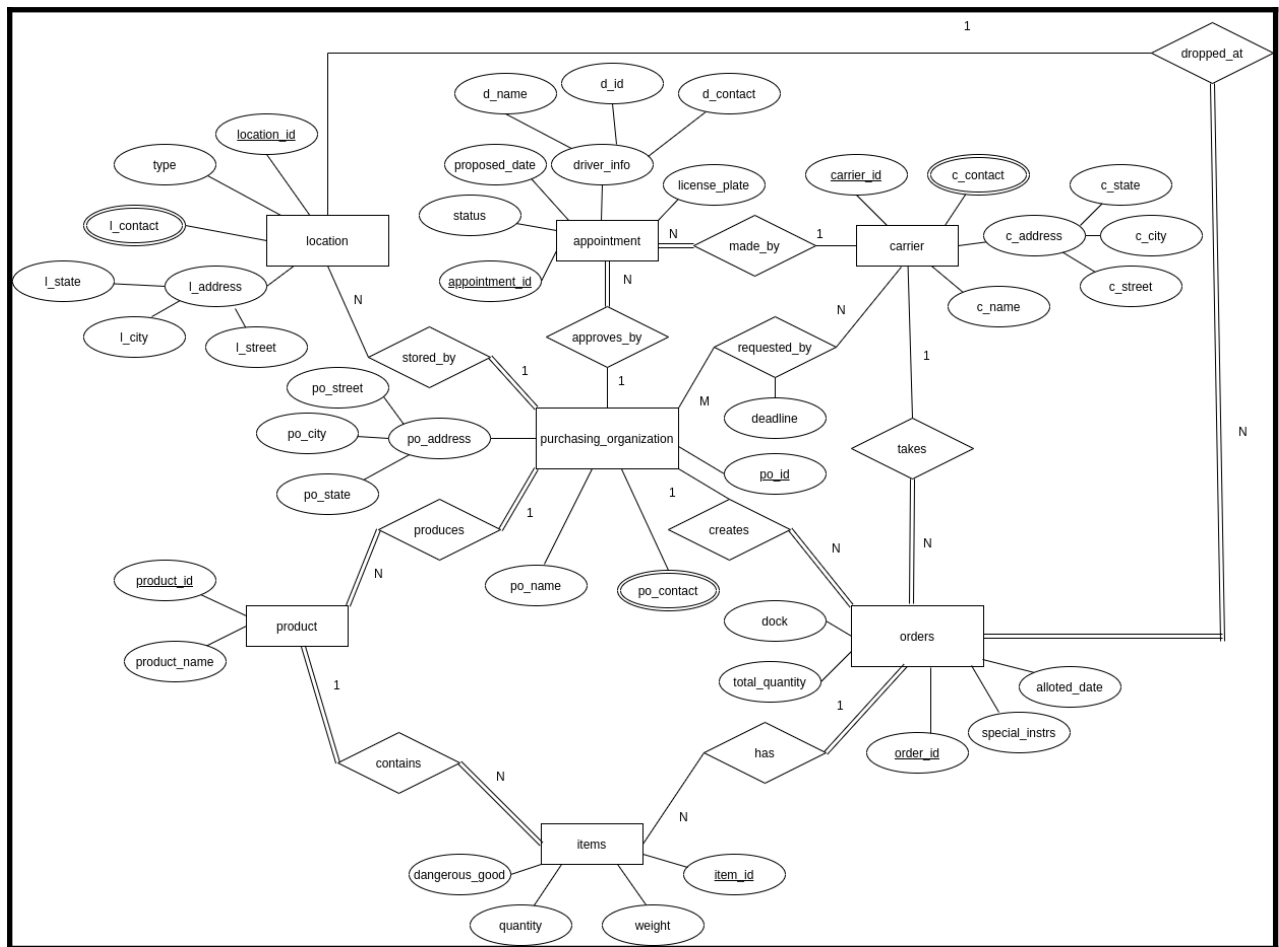 1
dropped_at
d_name
d_id
d_contact
location_id
type
proposed_date
driver_info
license_plate
carrier_id
c_contact
c_state
l_contact
status
location
appointment
N
made_by
1
carrier
c_address
c_city
l_state
l_address
appointment_id
N
c_street
N
c_name
N
l_city
l_street
stored_by
approves_by
requested_by
1
1
1
po_street
M
deadline
po_city
po_address
purchasing_organization
N
takes
po_state
po_id
1
1
produces
creates
N
N
N
product_id
po_name
po_contact
dock
product
orders
product_name
total_quantity
1
alloted_date
1
special_instrs
contains
has
order_id
N
N
items
dangerous_good
item_id
quantity
weight